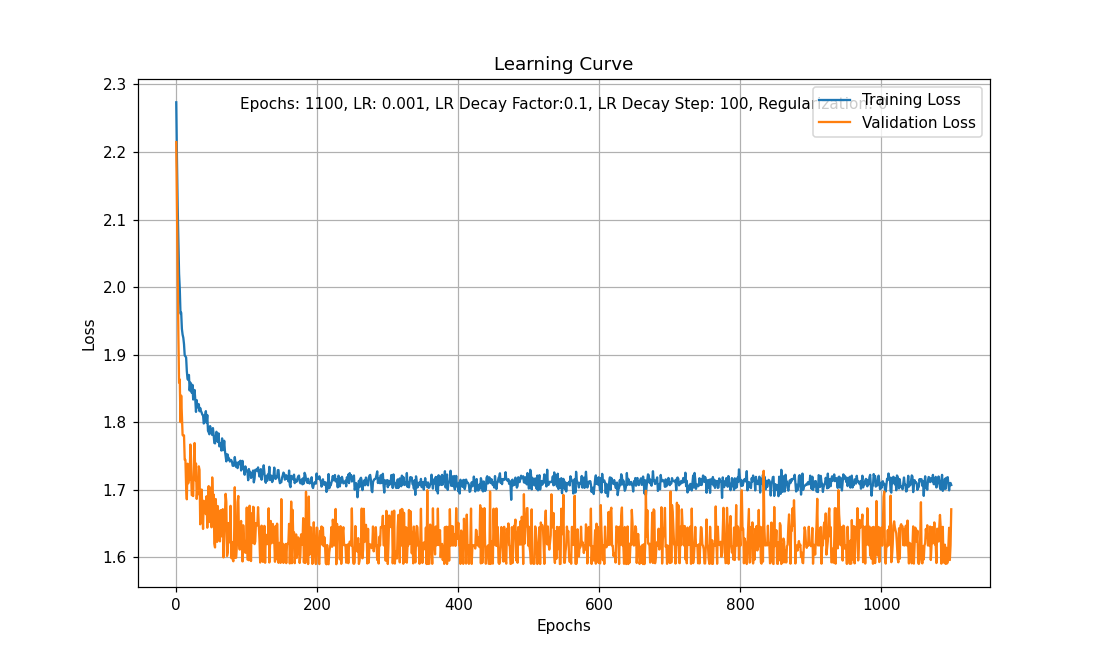 Learning Curve
2.3
Epochs: 1100, LR: 0.001, LR Decay Factor:0.1, LR Decay Step: 100, Regularization: 0
Training Loss
Validation Loss
2.2
2.1
2.0
1.9
1.8
1.7
1.6
Loss
0 200 400 600 800 1000
Epochs